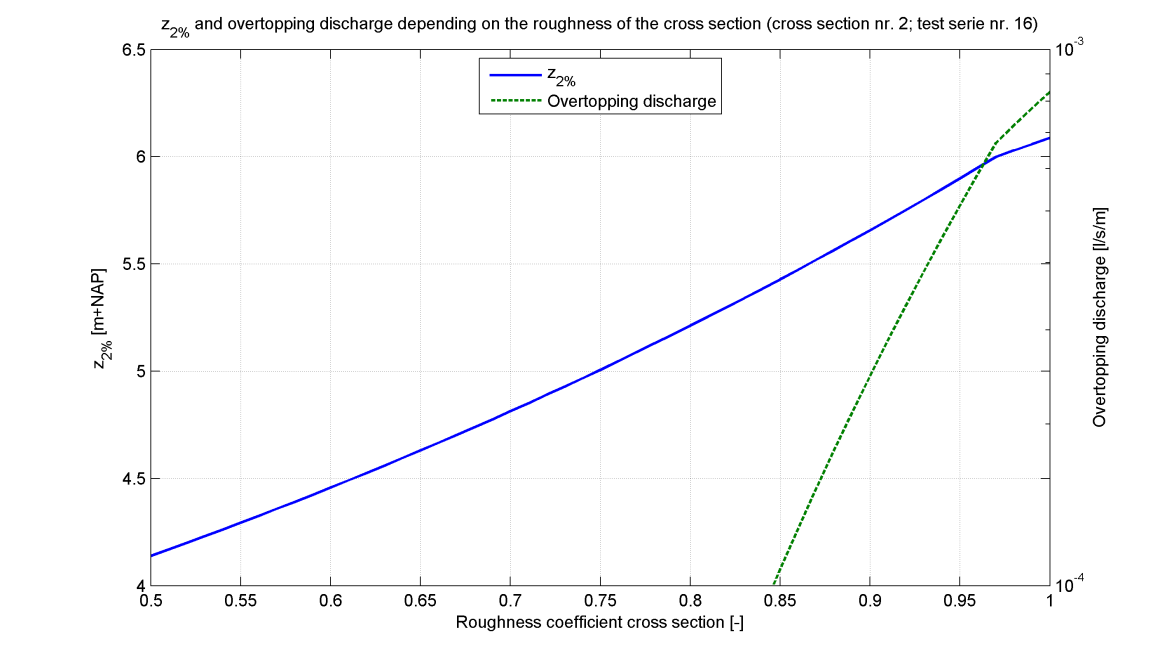 z2% and overtopping discharge depending on the roughness of the cross section (cross section nr. 2; test serie nr. 16)
z2%
Overtopping discharge
6.5
6
5.5
5
4.5
4
z2% [m+NAP]
10-3
10-4
Overtopping discharge [l/s/m]
0.5 0.55 0.6 0.65 0.7 0.75 0.8 0.85 0.9 0.95 1
Roughness coefficient cross section [-]